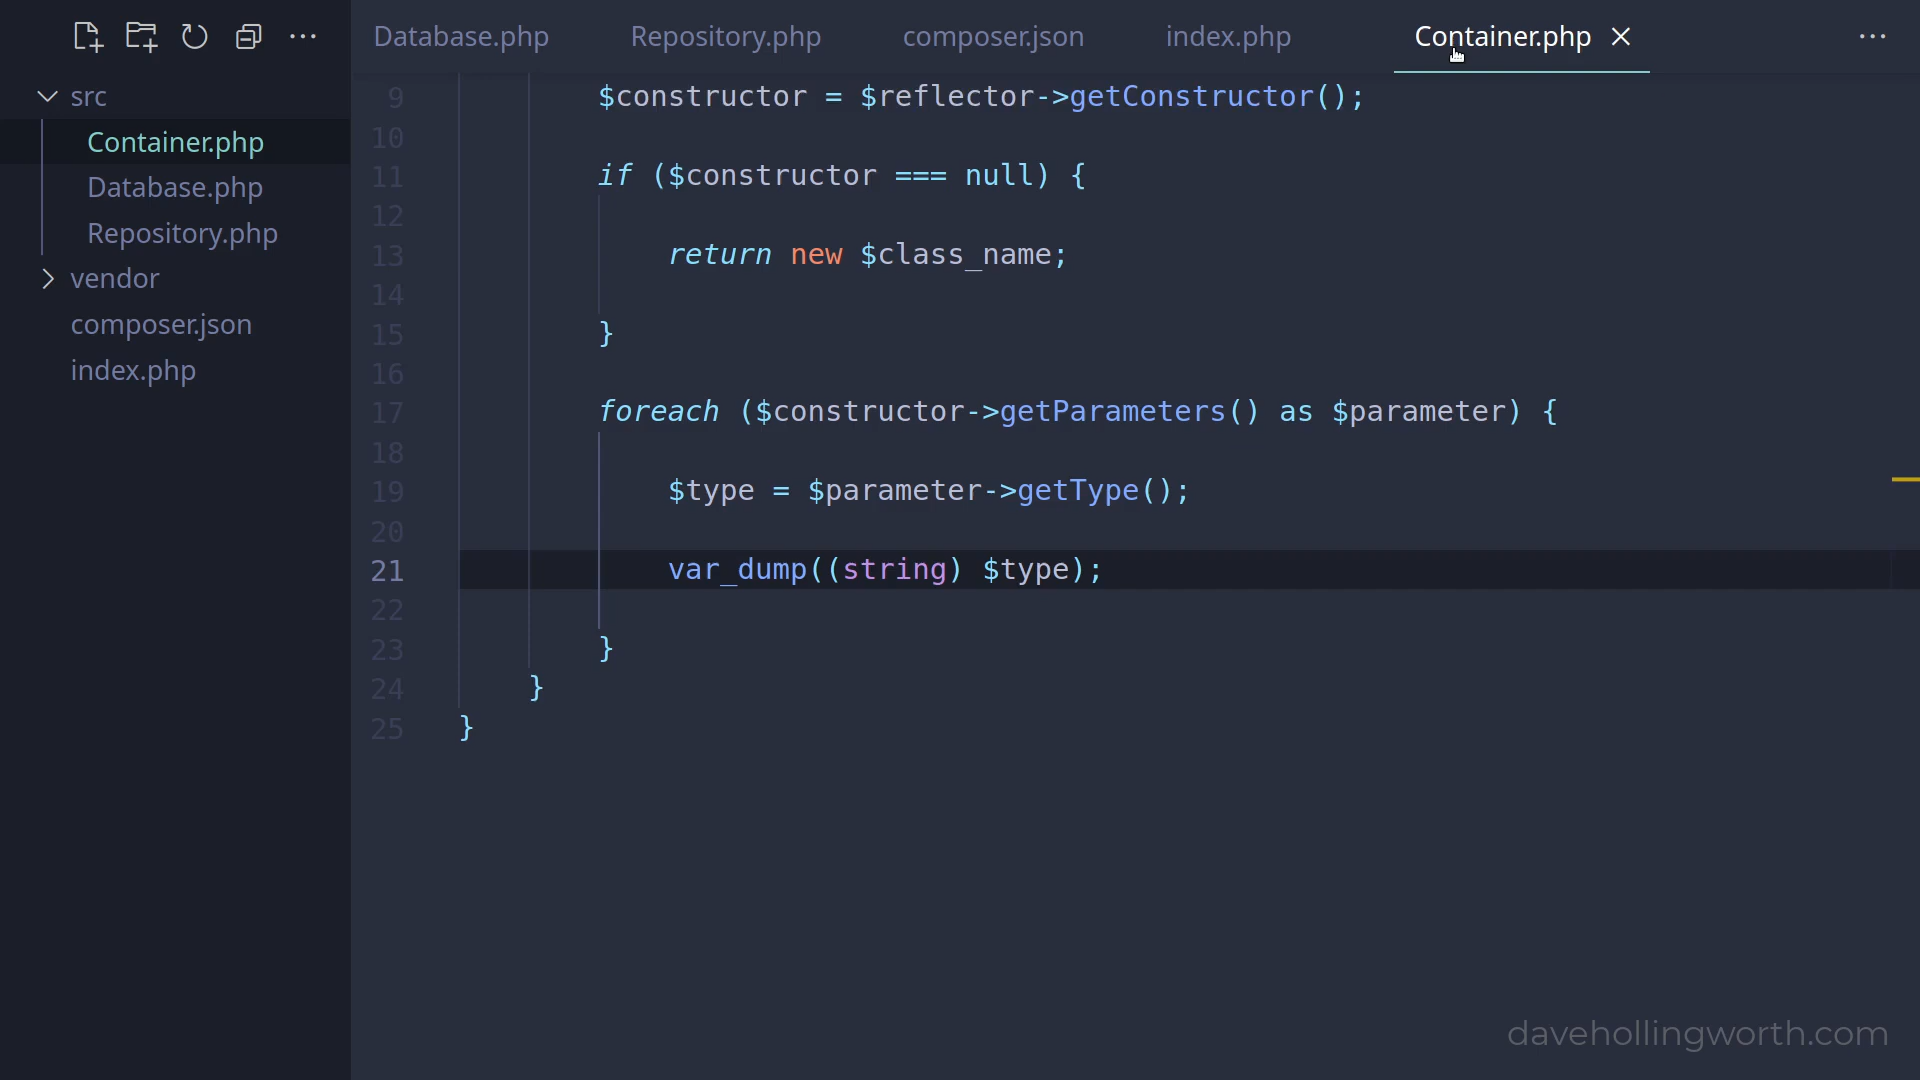 Database.php
Repository.php
composer.json
index.php
Container.php
src
Container.php
Database.php
Repository.php
vendor
composer.json
index.php
9 $constructor = $reflector->getConstructor();
10
11 if ($constructor === null) {
12
13 return new $class_name;
14
15 }
16
17 foreach ($constructor->getParameters() as $parameter) {
18
19 $type = $parameter->getType();
20
21 var_dump((string) $type);
22
23 }
24 }
25 }
davehollingworth.com